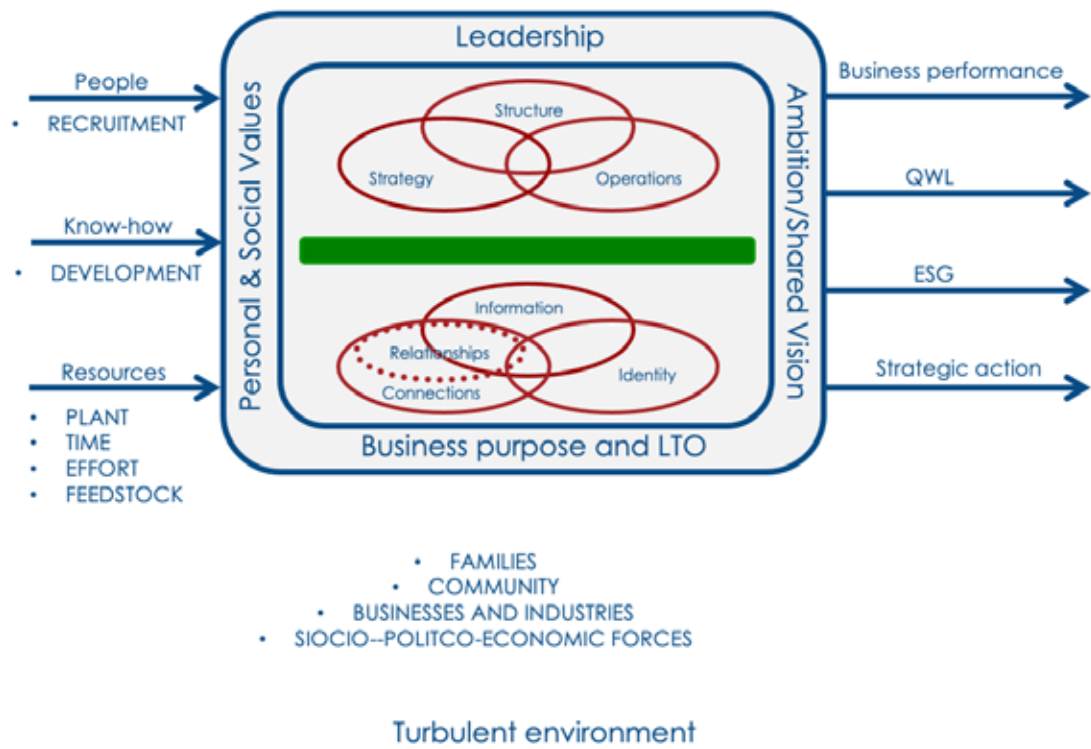 Leadership
People
• RECRUITMENT
Know-how
• DEVELOPMENT
Resources
• PLANT
• TIME
• EFFORT
• FEEDSTOCK
Personal & Social Values
Structure
Strategy
Operations
Information
Relationships
Connections
Identity
Business purpose and LTO
Ambition/Shared Vision
Business performance
QWL
ESG
Strategic action
• FAMILIES
• COMMUNITY
• BUSINESSES AND INDUSTRIES
• SIOCIO--POLITCO-ECONOMIC FORCES
Turbulent environment